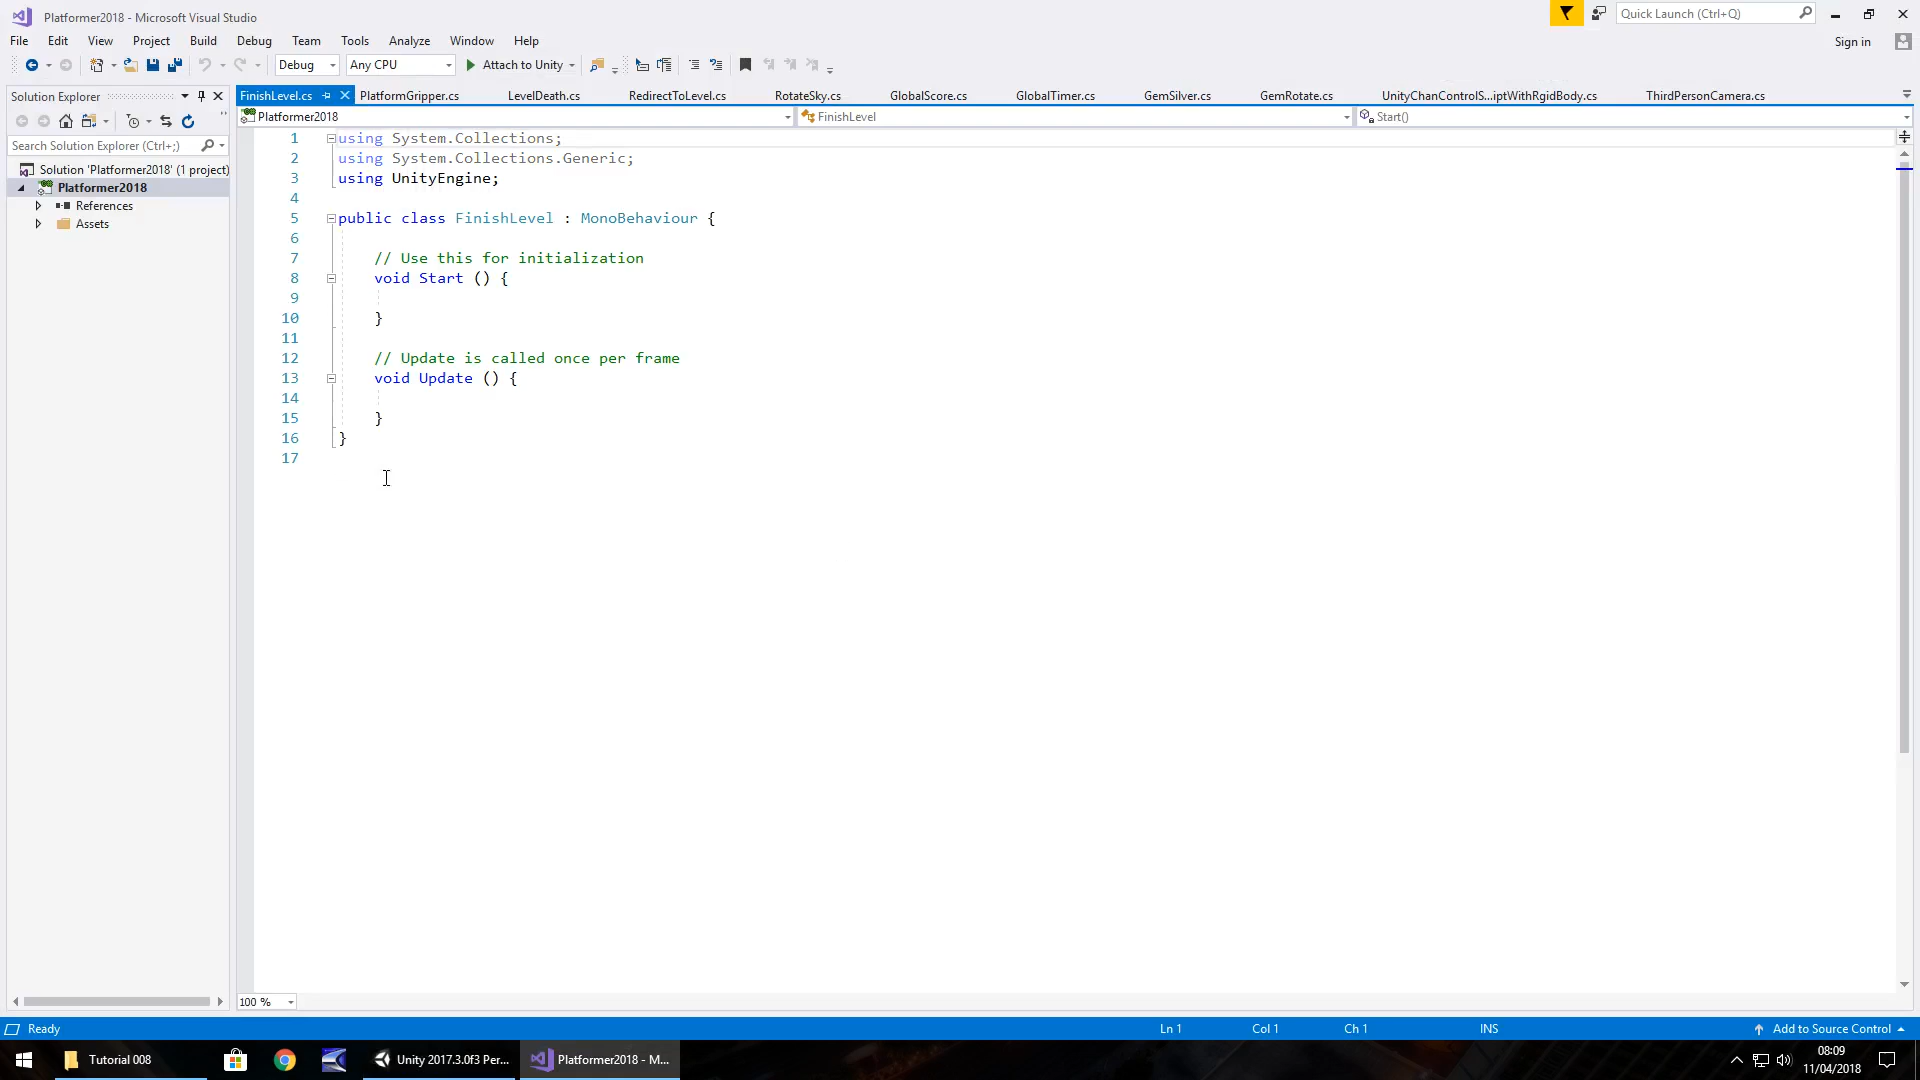 Platformer2018 - Microsoft Visual Studio
Quick Launch (Ctrl+Q)
File Edit View Project Build Debug Team Tools Analyze Window Help
Sign in
Debug Any CPU Attach to Unity
Solution Explorer
FinishLevel.cs PlatformGripper.cs LevelDeath.cs RedirectToLevel.cs RotateSky.cs GlobalScore.cs GlobalTimer.cs GemSilver.cs GemRotate.cs UnityChanControlS...iptWithRgidBody.cs ThirdPersonCamera.cs
Platformer2018 FinishLevel Start()
Search Solution Explorer (Ctrl+;)
Solution 'Platformer2018' (1 project)
Platformer2018
References
Assets
1 using System.Collections;
2 using System.Collections.Generic;
3 using UnityEngine;
4
5 public class FinishLevel : MonoBehaviour {
6
7 // Use this for initialization
8 void Start () {
9
10 }
11
12 // Update is called once per frame
13 void Update () {
14
15 }
16 }
17
100 %
Ready Ln 1 Col 1 Ch 1 INS Add to Source Control
Tutorial 008 Unity 2017.3.0f3 Per... Platformer2018 - M...
08:09
11/04/2018